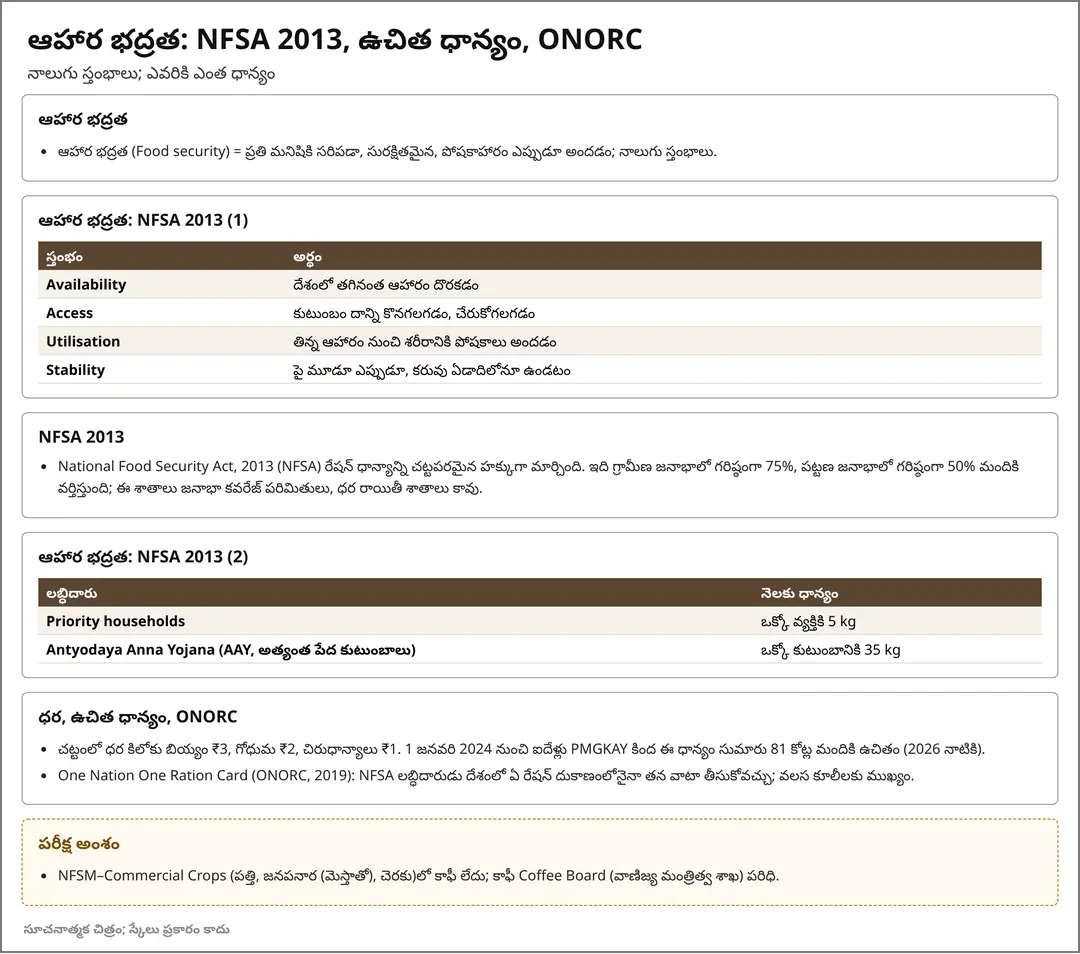 ఆహార భద్రత: NFSA 2013, ఉచిత ధాన్యం, ONORC
నాలుగు స్తంభాలు; ఎవరికి ఎంత ధాన్యం
ఆహార భద్రత
• ఆహార భద్రత (Food security) = ప్రతి మనిషికి సరిపడా, సురక్షితమైన, పోషకాహారం ఎప్పుడూ అందడం; నాలుగు స్తంభాలు.
ఆహార భద్రత: NFSA 2013 (1)
స్తంభం అర్థం
Availability దేశంలో తగినంత ఆహారం దొరకడం
Access కుటుంబం దాన్ని కొనగలగడం, చేరుకోగలగడం
Utilisation తిన్న ఆహారం నుంచి శరీరానికి పోషకాలు అందడం
Stability పై మూడూ ఎప్పుడూ, కరువు ఏడాదిలోనూ ఉండటం
NFSA 2013
• National Food Security Act, 2013 (NFSA) రేషన్ ధాన్యాన్ని చట్టపరమైన హక్కుగా మార్చింది. ఇది గ్రామీణ జనాభాలో గరిష్ఠంగా 75%, పట్టణ జనాభాలో గరిష్ఠంగా 50% మందికి
వర్తిస్తుంది; ఈ శాతాలు జనాభా కవరేజ్ పరిమితులు, ధర రాయితీ శాతాలు కావు.
ఆహార భద్రత: NFSA 2013 (2)
లబ్ధిదారు నెలకు ధాన్యం
Priority households ఒక్కో వ్యక్తికి 5 kg
Antyodaya Anna Yojana (AAY, అత్యంత పేద కుటుంబాలు) ఒక్కో కుటుంబానికి 35 kg
ధర, ఉచిత ధాన్యం, ONORC
• చట్టంలో ధర కిలోకు బియ్యం ₹3, గోధుమ ₹2, చిరుధాన్యాలు ₹1. 1 జనవరి 2024 నుంచి ఐదేళ్లు PMGKAY కింద ఈ ధాన్యం సుమారు 81 కోట్ల మందికి ఉచితం (2026 నాటికి).
• One Nation One Ration Card (ONORC, 2019): NFSA లబ్ధిదారుడు దేశంలో ఏ రేషన్ దుకాణంలోనైనా తన వాటా తీసుకోవచ్చు; వలస కూలీలకు ముఖ్యం.
పరీక్ష అంశం
• NFSM–Commercial Crops (పత్తి, జనపనార (మెస్తాతో), చెరకు)లో కాఫీ లేదు; కాఫీ Coffee Board (వాణిజ్య మంత్రిత్వ శాఖ) పరిధి.
సూచనాత్మక చిత్రం; స్కేలు ప్రకారం కాదు